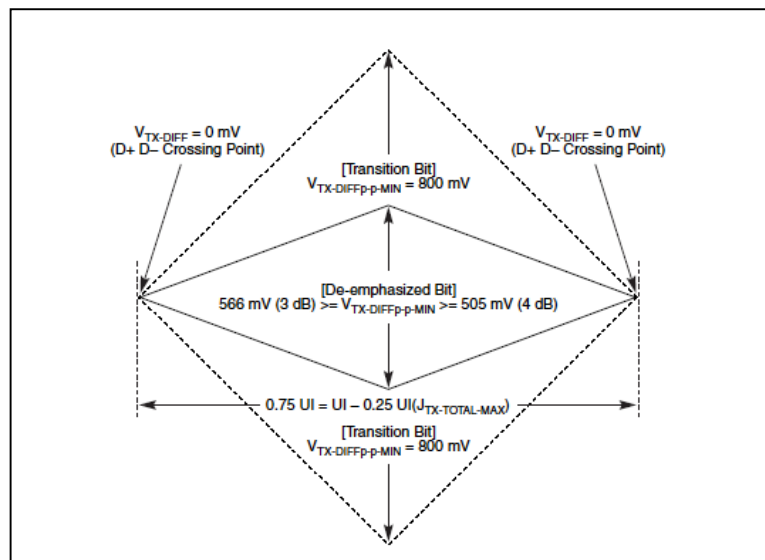 V_TX-DIFF = 0 mV
(D+ D– Crossing Point)
V_TX-DIFF = 0 mV
(D+ D– Crossing Point)
[Transition Bit]
V_TX-DIFFp-p-MIN = 800 mV
[De-emphasized Bit]
566 mV (3 dB) >= V_TX-DIFFp-p-MIN >= 505 mV (4 dB)
0.75 UI = UI – 0.25 UI(J_TX-TOTAL-MAX)
[Transition Bit]
V_TX-DIFFp-p-MIN = 800 mV